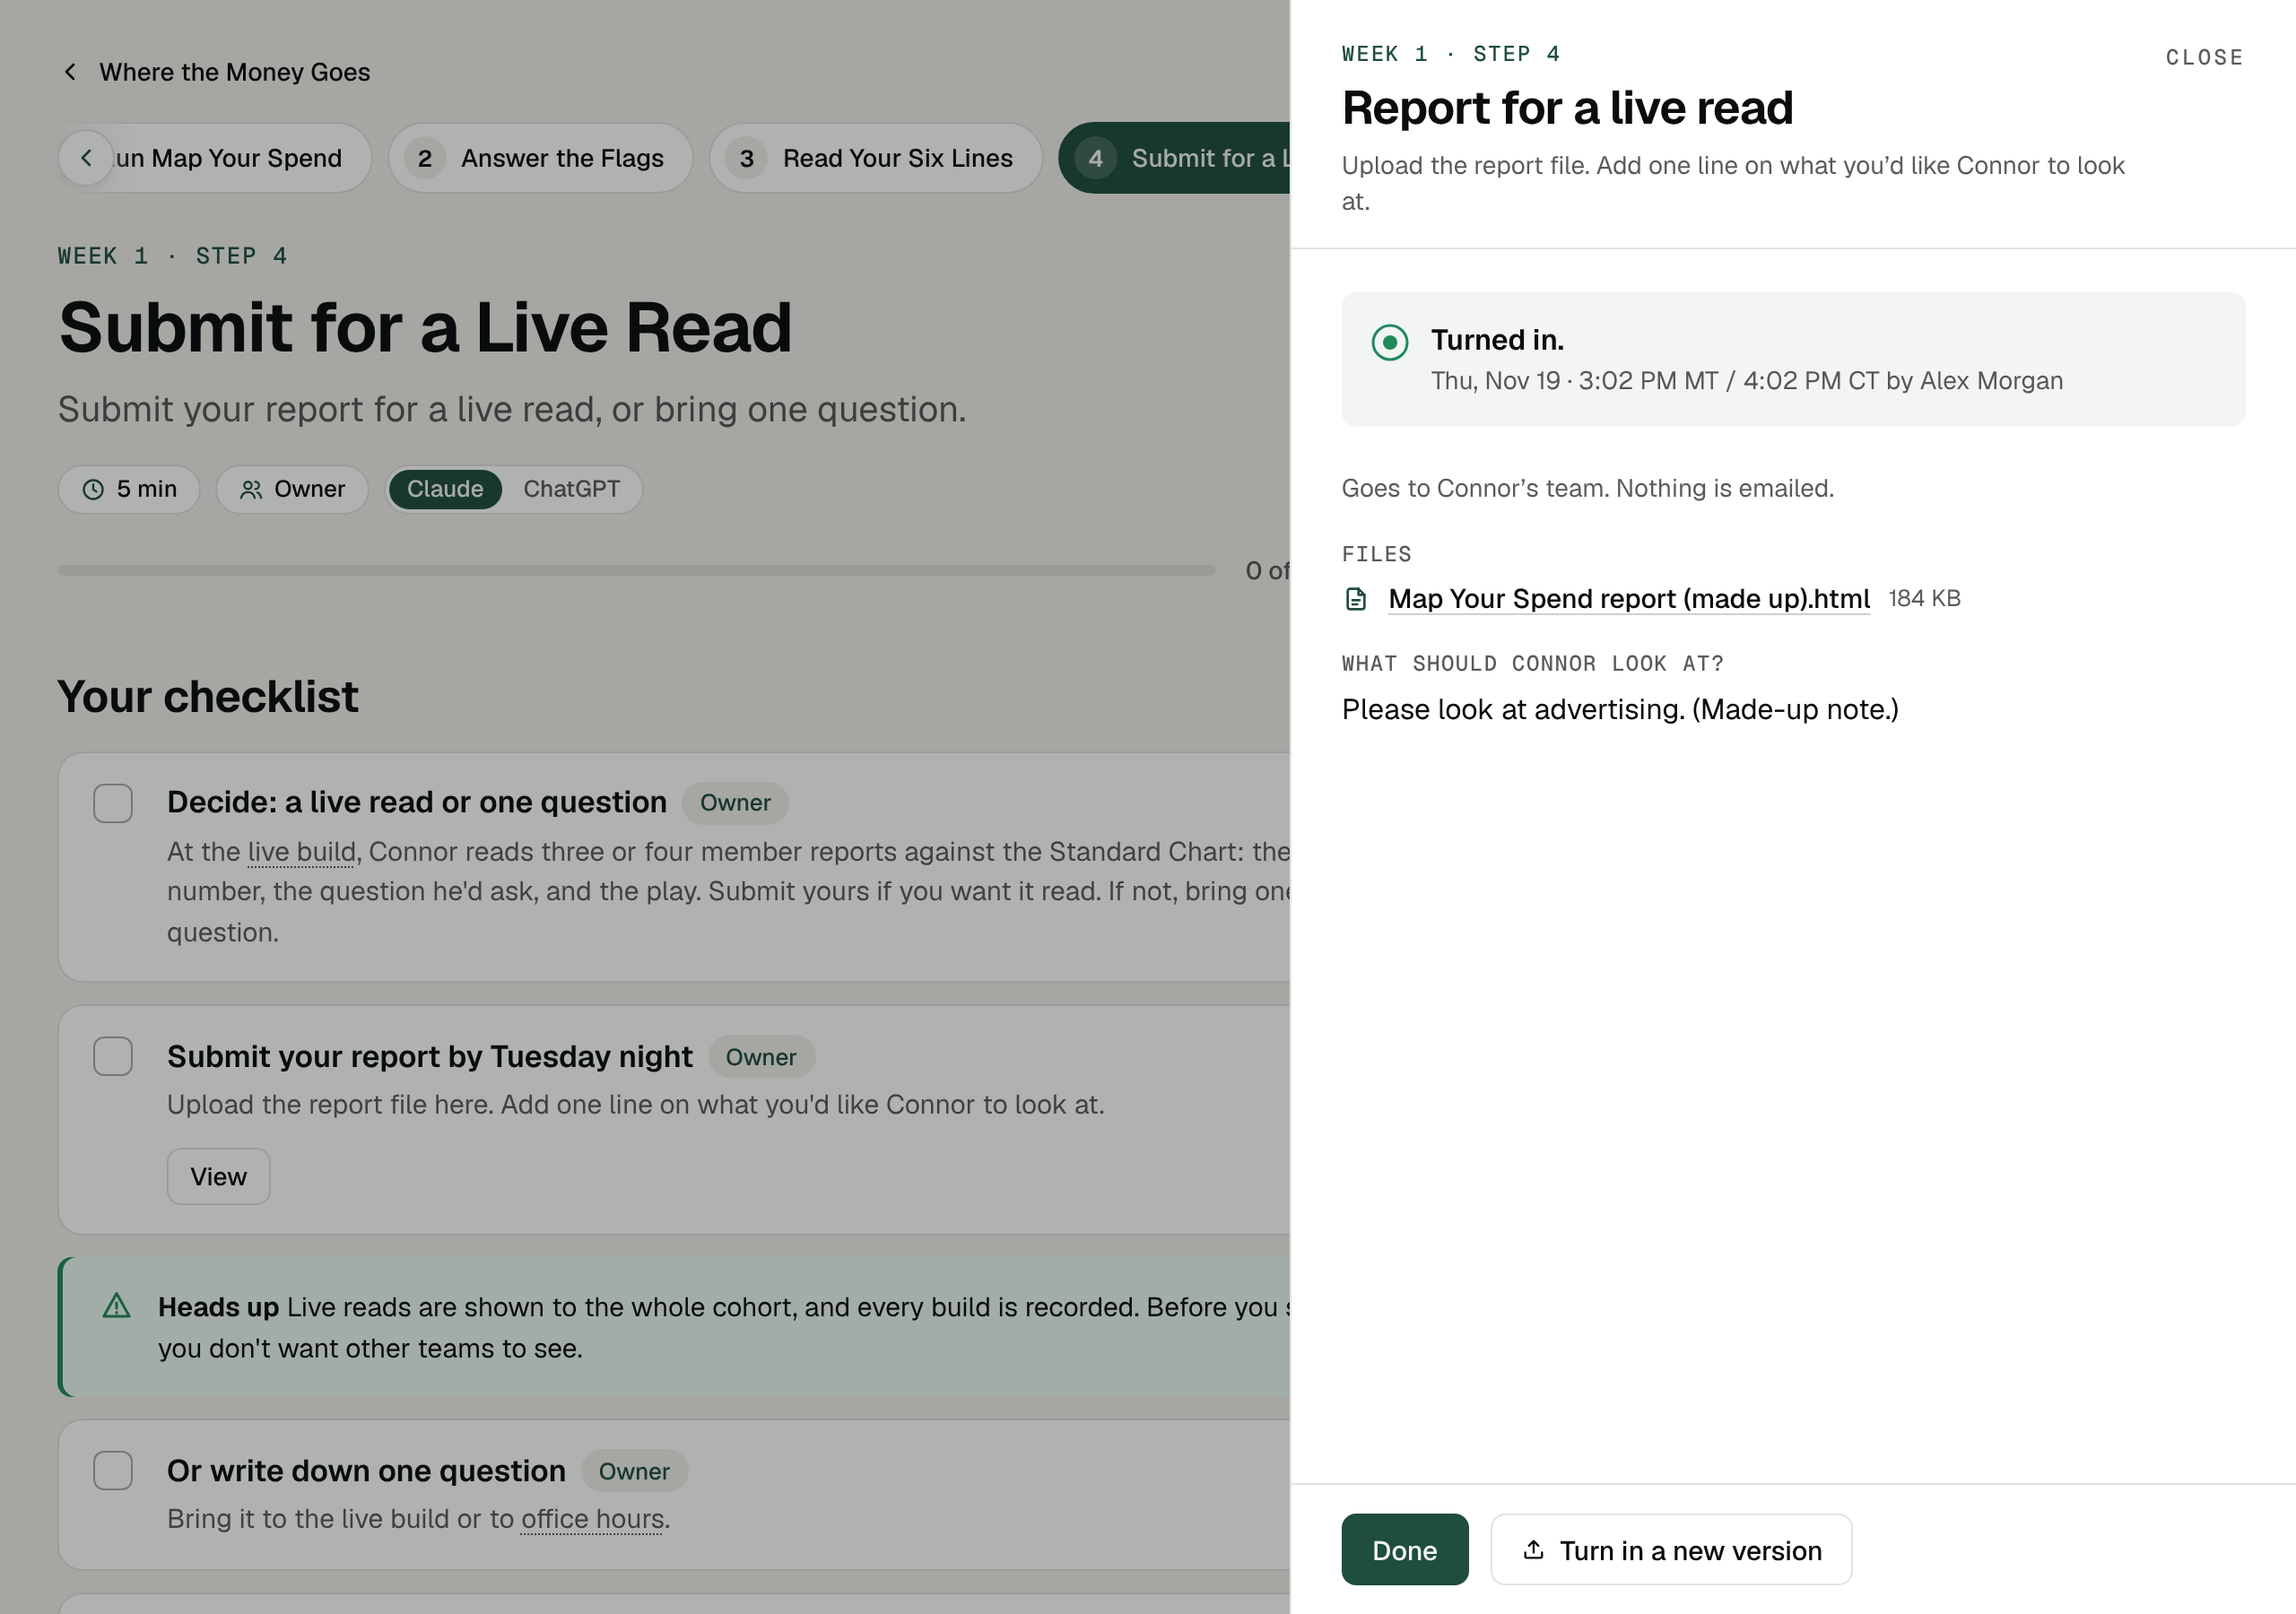 Where the Money Goes
un Map Your Spend
2 Answer the Flags
3 Read Your Six Lines
4 Submit for a L
WEEK 1 · STEP 4
Submit for a Live Read
Submit your report for a live read, or bring one question.
5 min
Owner
Claude
ChatGPT
0 of
Your checklist
Decide: a live read or one question Owner
At the live build, Connor reads three or four member reports against the Standard Chart: the
number, the question he'd ask, and the play. Submit yours if you want it read. If not, bring one
question.
Submit your report by Tuesday night Owner
Upload the report file here. Add one line on what you'd like Connor to look at.
View
Heads up Live reads are shown to the whole cohort, and every build is recorded. Before you s
you don't want other teams to see.
Or write down one question Owner
Bring it to the live build or to office hours.
WEEK 1 · STEP 4
CLOSE
Report for a live read
Upload the report file. Add one line on what you’d like Connor to look
at.
Turned in.
Thu, Nov 19 · 3:02 PM MT / 4:02 PM CT by Alex Morgan
Goes to Connor’s team. Nothing is emailed.
FILES
Map Your Spend report (made up).html 184 KB
WHAT SHOULD CONNOR LOOK AT?
Please look at advertising. (Made-up note.)
Done
Turn in a new version